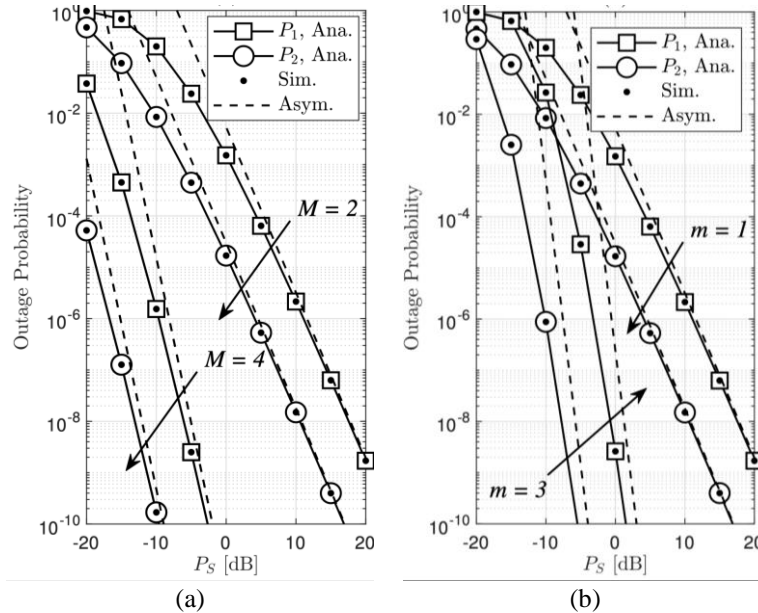 10^0
10^-2
10^-4
10^-6
10^-8
10^-10
Outage Probability
P_1, Ana.
P_2, Ana.
Sim.
Asym.
M = 2
M = 4
-20 -10 0 10 20
P_S [dB]
(a)
10^0
10^-2
10^-4
10^-6
10^-8
10^-10
Outage Probability
P_1, Ana.
P_2, Ana.
Sim.
Asym.
m = 1
m = 3
-20 -10 0 10 20
P_S [dB]
(b)